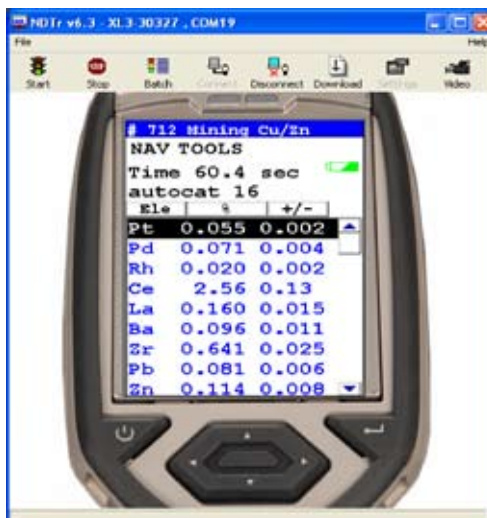 NDTr v6.3 - XL3-30327 , COM19
File Help
Start Stop Batch Connect Disconnect Download Settings Video
# 712 Mining Cu/Zn
NAV TOOLS
Time 60.4 sec
autocat 16
Ele % +/-
Pt 0.055 0.002
Pd 0.071 0.004
Rh 0.020 0.002
Ce 2.56 0.13
La 0.160 0.015
Ba 0.096 0.011
Zr 0.641 0.025
Pb 0.081 0.006
Zn 0.114 0.008